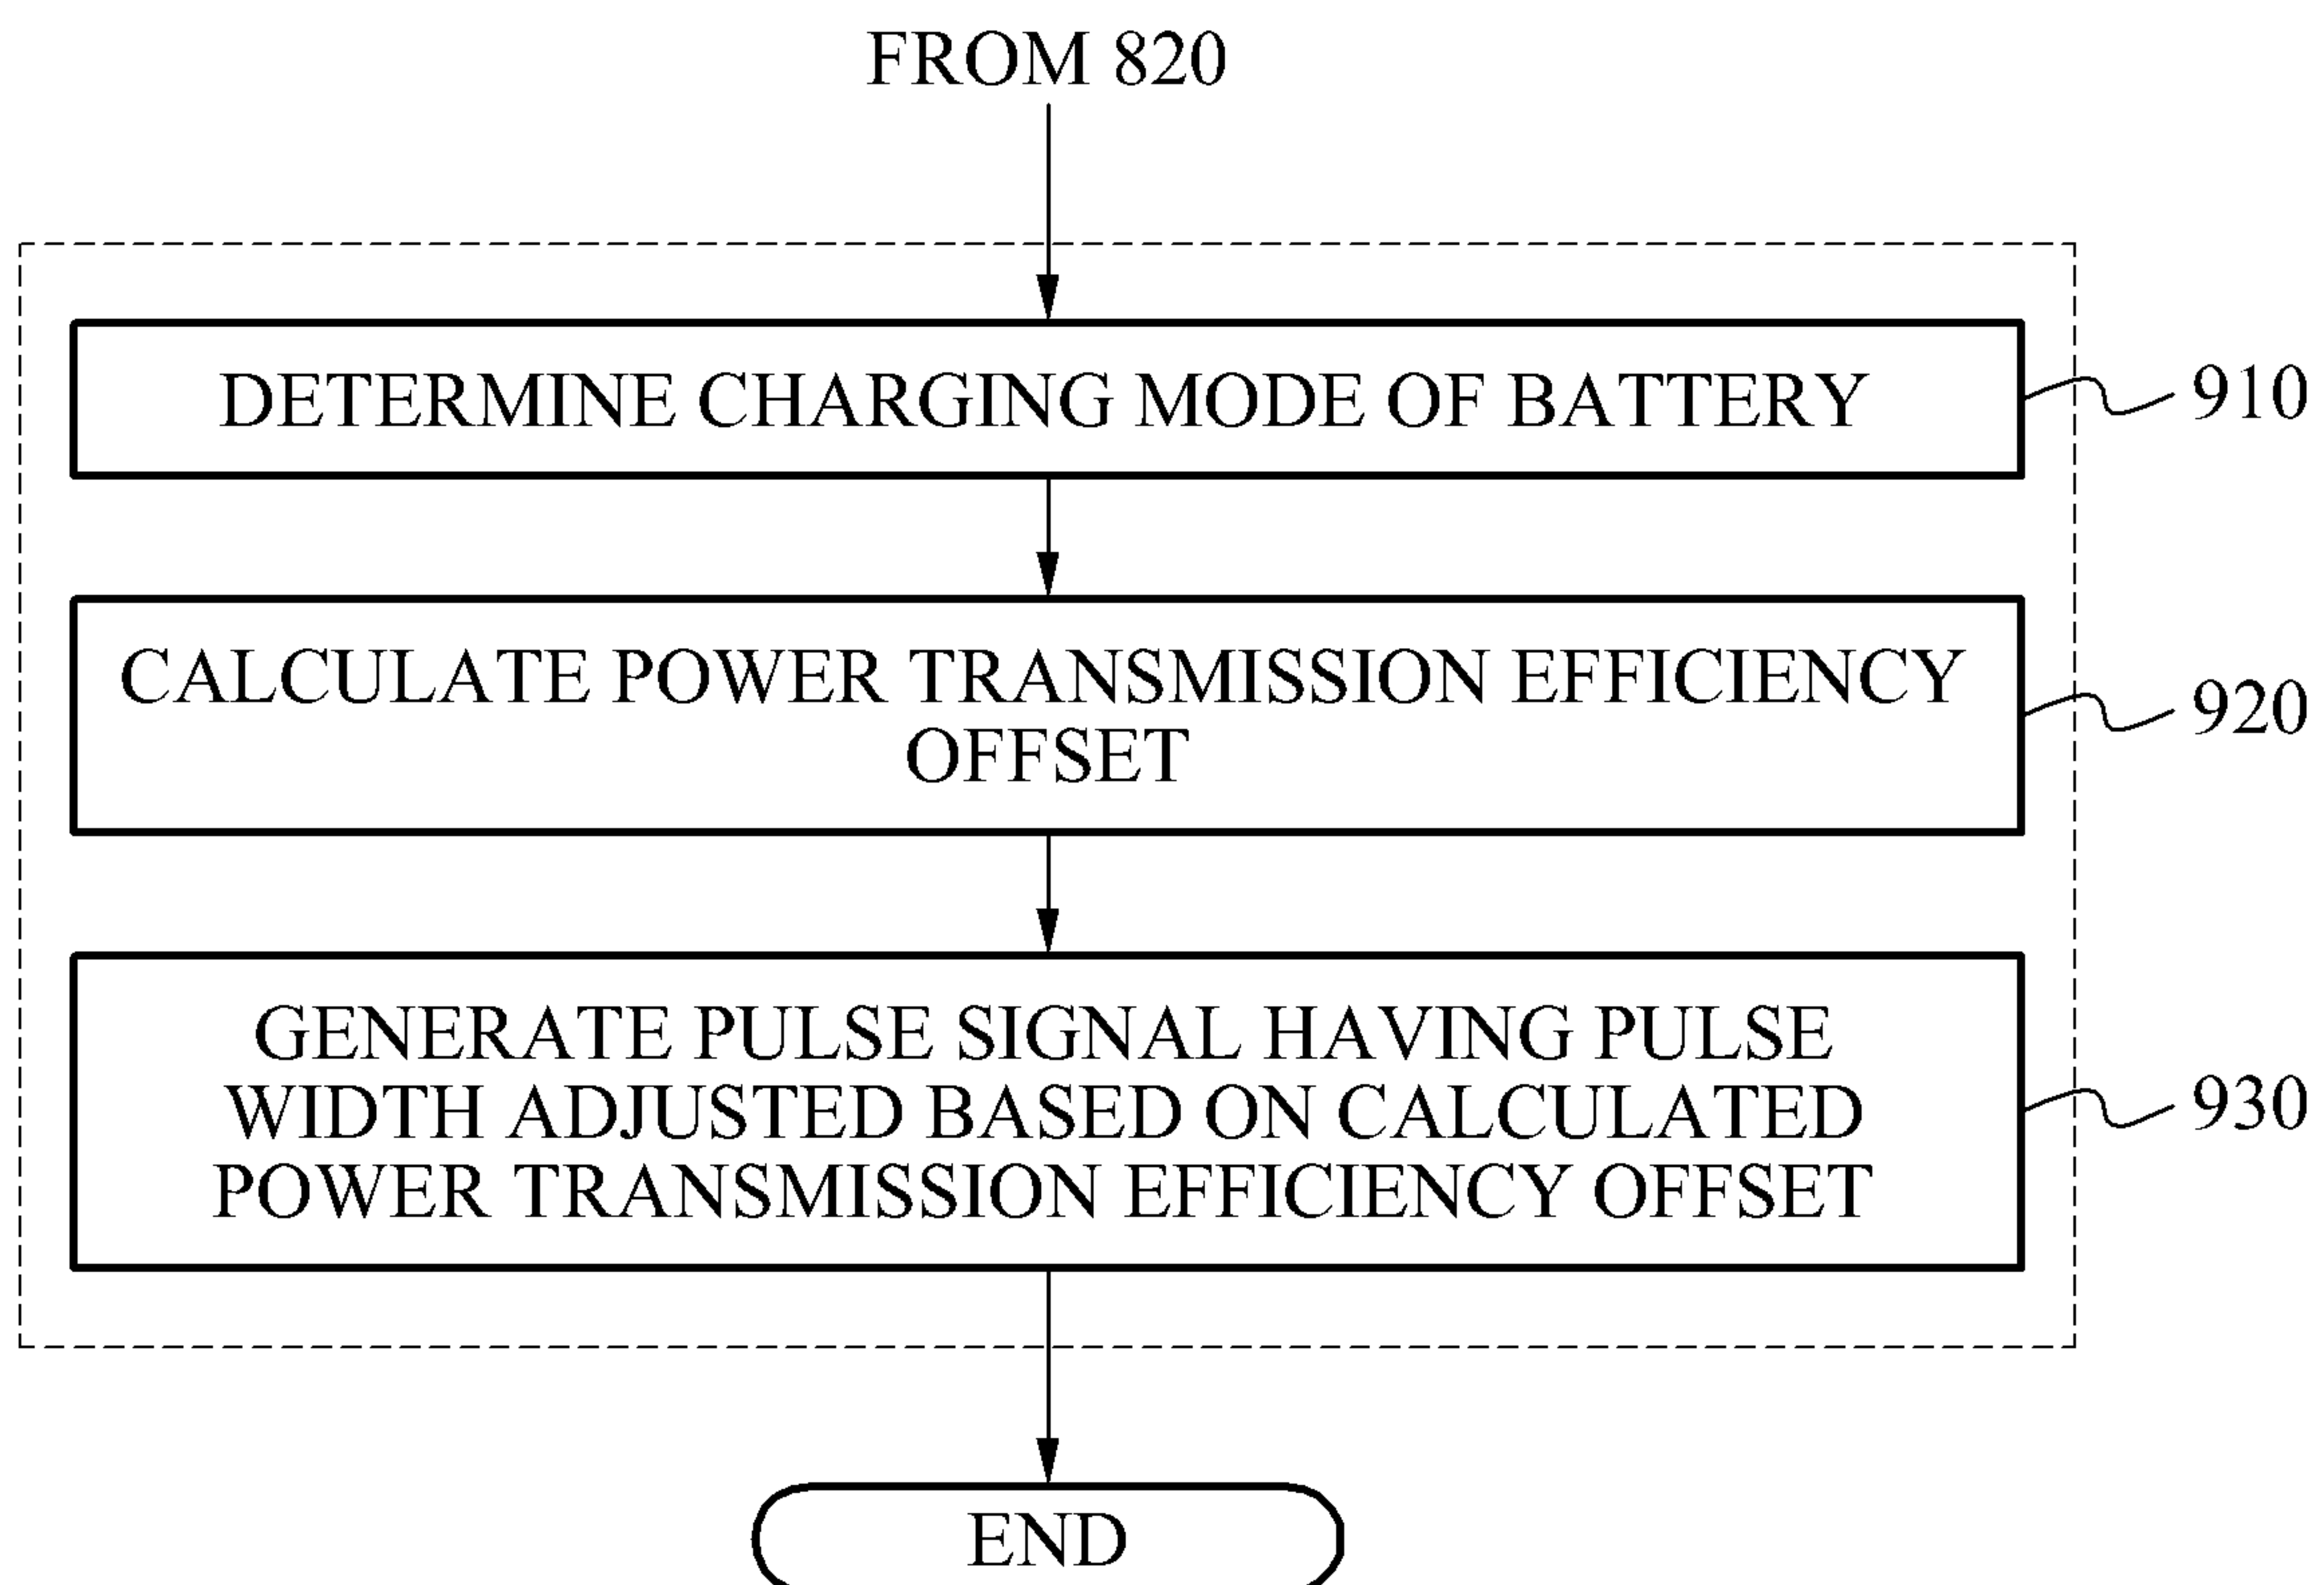 FROM 820
DETERMINE CHARGING MODE OF BATTERY
910
CALCULATE POWER TRANSMISSION EFFICIENCY
OFFSET
920
GENERATE PULSE SIGNAL HAVING PULSE
WIDTH ADJUSTED BASED ON CALCULATED
POWER TRANSMISSION EFFICIENCY OFFSET
930
END